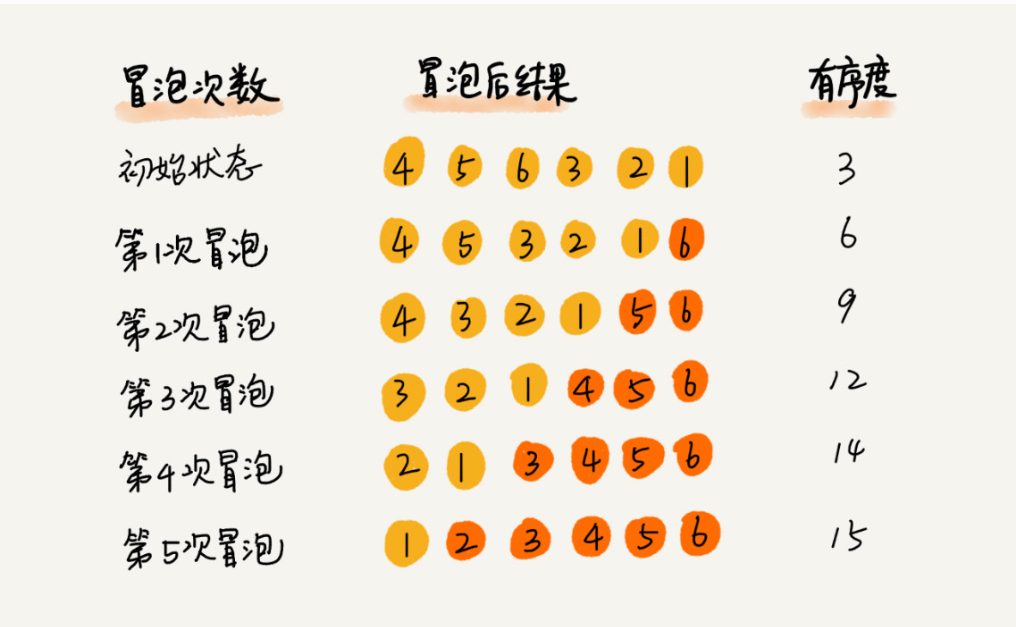 冒泡次数 冒泡后结果 有序度
初始状态 4 5 6 3 2 1 3
第1次冒泡 4 5 3 2 1 6 6
第2次冒泡 4 3 2 1 5 6 9
第3次冒泡 3 2 1 4 5 6 12
第4次冒泡 2 1 3 4 5 6 14
第5次冒泡 1 2 3 4 5 6 15